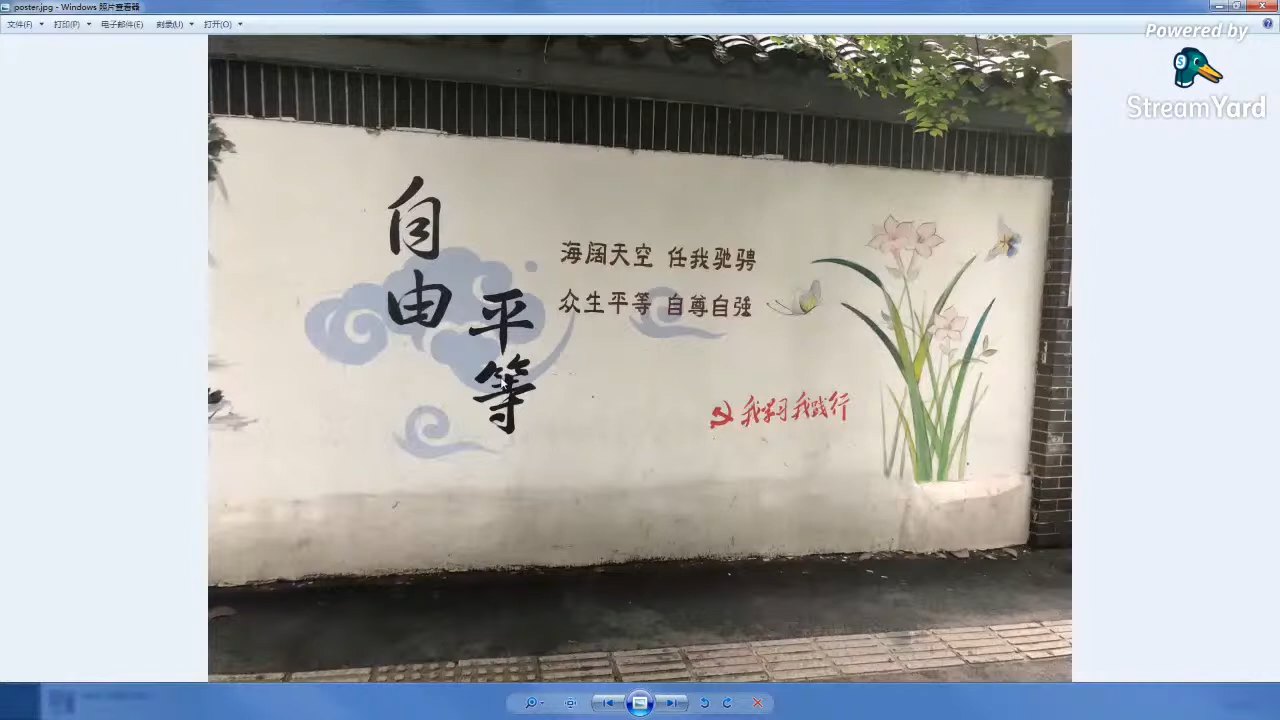 poster.jpg - Windows 照片查看器
文件(F) 打印(P) 电子邮件(E) 刻录(U) 打开(O)
Powered by
StreamYard
自由
平等
海阔天空 任我驰骋
众生平等 自尊自强
我学习我践行